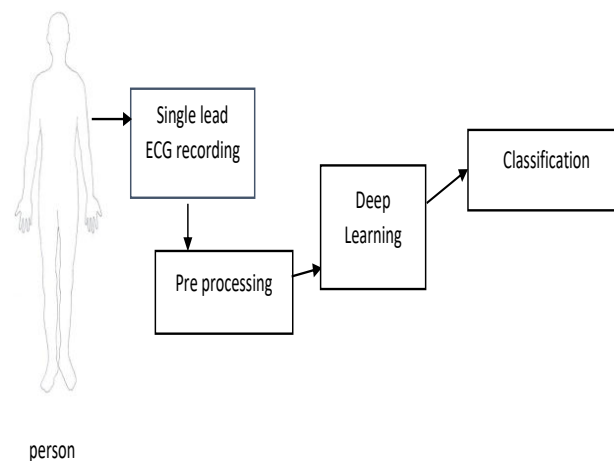 Single lead
ECG recording
Pre processing
Deep
Learning
Classification
person